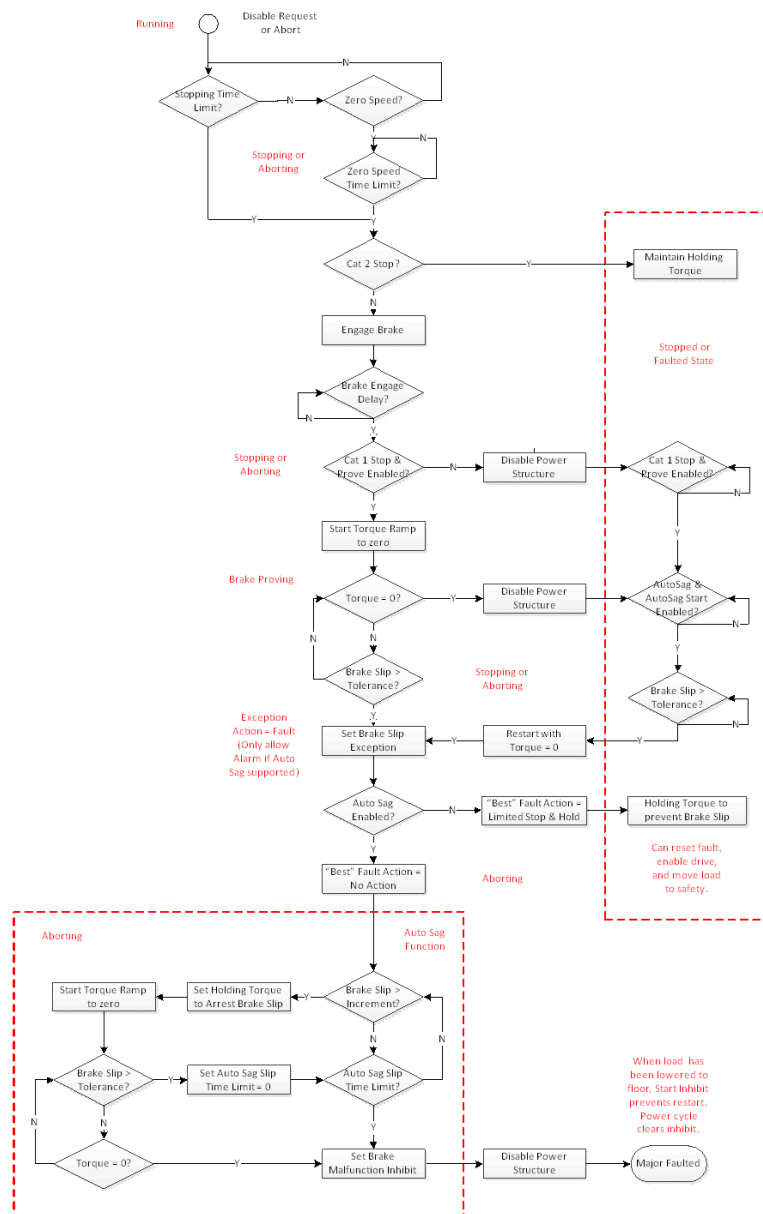 Running
Disable Request
or Abort
N
Stopping Time
Limit?
N
Zero Speed?
Y
N
Stopping or
Aborting
Zero Speed
Time Limit?
Y
Y
Cat 2 Stop?
Y
Maintain Holding
Torque
N
Engage Brake
Stopped or
Faulted State
Brake Engage
Delay?
N
Y
Stopping or
Aborting
Cat 1 Stop &
Prove Enabled?
N
Disable Power
Structure
Cat 1 Stop &
Prove Enabled?
N
Y
Start Torque Ramp
to zero
Y
Brake Proving
Torque = 0?
Y
Disable Power
Structure
AutoSag &
AutoSag Start
Enabled?
N
N
N
Y
Brake Slip >
Tolerance?
Stopping or
Aborting
Brake Slip >
Tolerance?
N
Y
Exception
Action = Fault
(Only allow
Alarm if Auto
Sag supported)
Set Brake Slip
Exception
Y
Restart with
Torque = 0
Y
Auto Sag
Enabled?
N
"Best" Fault Action =
Limited Stop & Hold
Holding Torque to
prevent Brake Slip
Y
"Best" Fault Action =
No Action
Aborting
Can reset fault,
enable drive,
and move load
to safety.
Aborting
Auto Sag
Function
Start Torque Ramp
to zero
Set Holding Torque
to Arrest Brake Slip
Y
Brake Slip >
Increment?
N
N
Brake Slip >
Tolerance?
Y
Set Auto Sag Slip
Time Limit = 0
Auto Sag Slip
Time Limit?
N
N
Y
When load has
been lowered to
floor, Start Inhibit
prevents restart.
Power cycle
clears inhibit.
Torque = 0?
Y
Set Brake
Malfunction Inhibit
Disable Power
Structure
Major Faulted